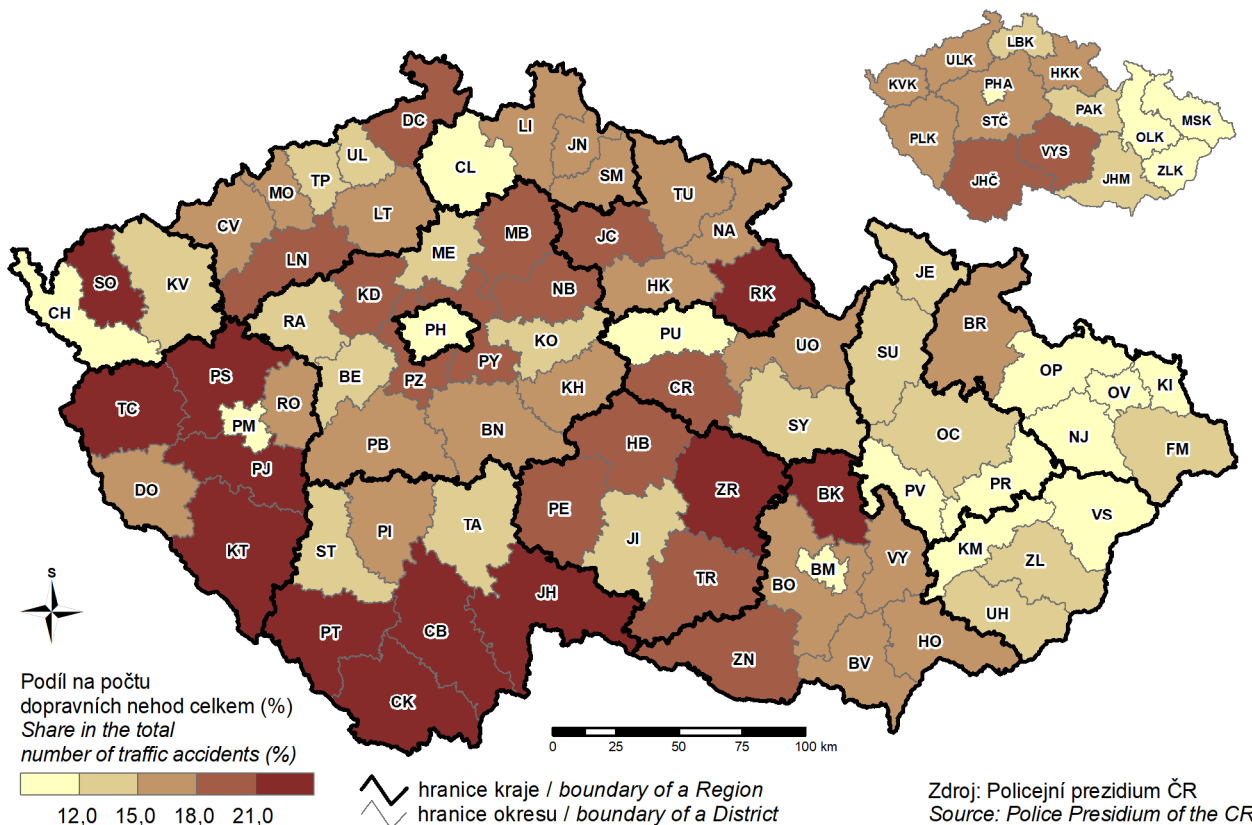 LBK
ULK
KVK
HKK
PHA
PAK
STČ
MSK
PLK
OLK
VYS
ZLK
JHČ
JHM
DC
LI
JN
UL
CL
TP
SM
MO
TU
LT
CV
MB
JC
NA
ME
LN
JE
SO
KV
NB
HK
KD
RK
CH
BR
RA
PH
PU
KO
UO
SU
PY
OP
BE
PS
PZ
KH
CR
OV
KI
TC
RO
PM
SY
BN
OC
NJ
PB
HB
FM
PJ
DO
ZR
BK
PV
PR
PE
VS
TA
PI
ST
JI
KT
KM
VY
ZL
BM
TR
BO
JH
UH
PT
CB
HO
ZN
BV
CK
S
Podíl na počtu
dopravních nehod celkem (%)
Share in the total
number of traffic accidents (%)
12,0 15,0 18,0 21,0
0 25 50 75 100 km
hranice kraje / boundary of a Region
hranice okresu / boundary of a District
Zdroj: Policejní prezidium ČR
Source: Police Presidium of the CR